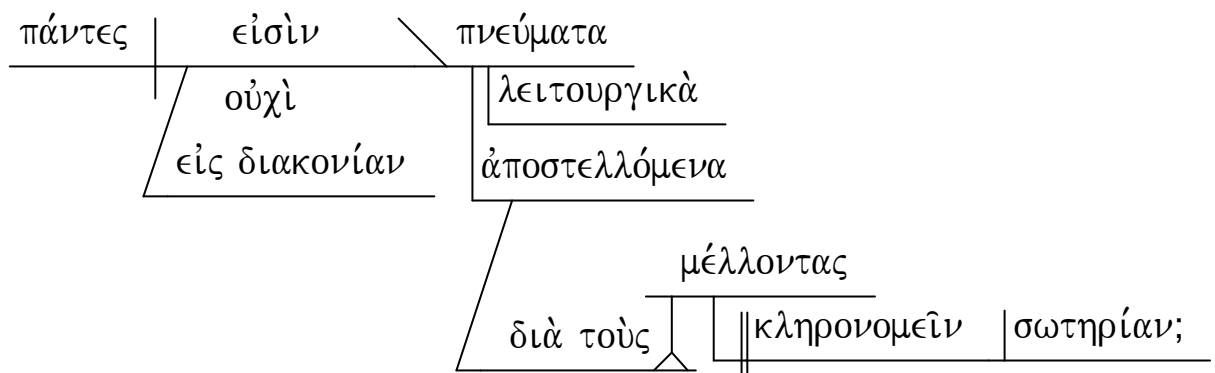 πάντες εἰσὶν πνεύματα
οὐχὶ λειτουργικὰ
εἰς διακονίαν ἀποστελλόμενα
μέλλοντας
διὰ τοὺς κληρονομεῖν σωτηρίαν;